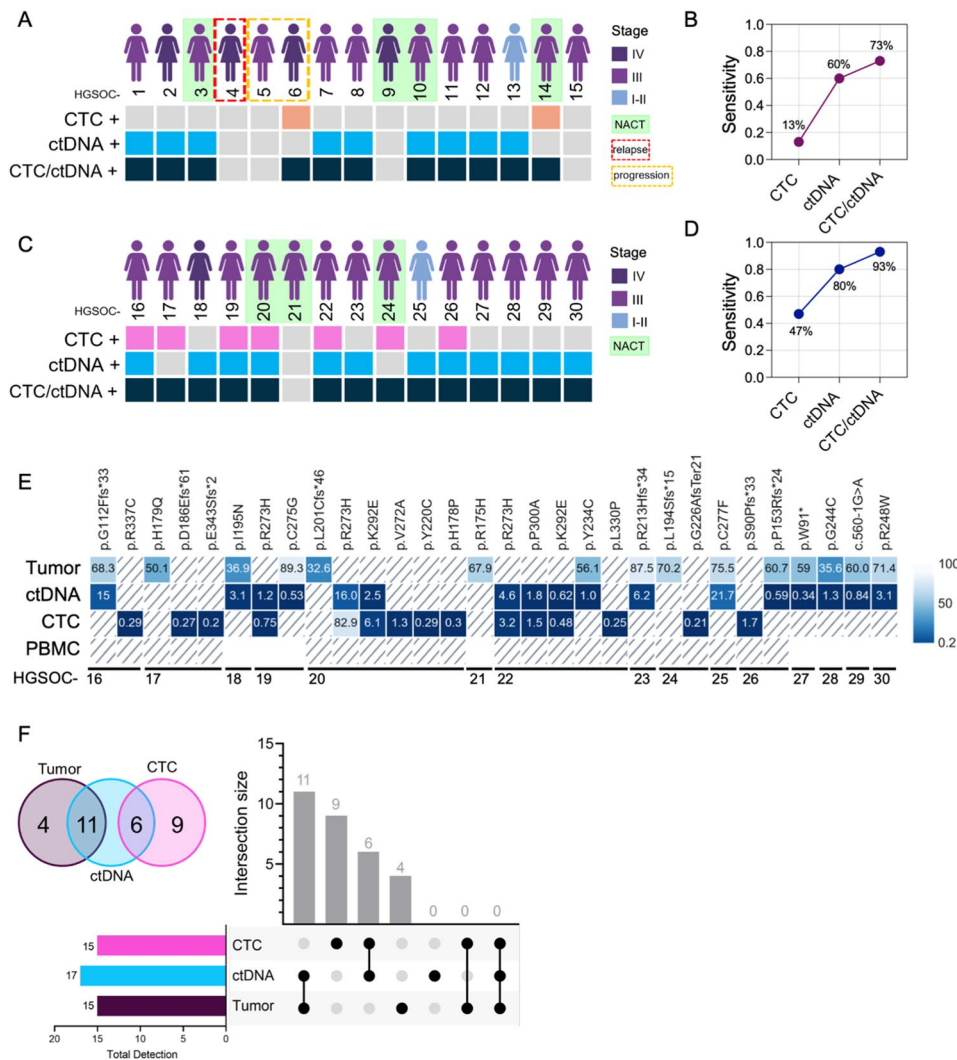 A
Stage
IV
III
I-II
NACT
relapse
progression
HGSOC- 1 2 3 4 5 6 7 8 9 10 11 12 13 14 15
CTC +
ctDNA +
CTC/ctDNA +
B
Sensitivity
1.0
0.8
0.6
0.4
0.2
0.0
13%
60%
73%
CTC
ctDNA
CTC/ctDNA
C
Stage
IV
III
I-II
NACT
HGSOC- 16 17 18 19 20 21 22 23 24 25 26 27 28 29 30
CTC +
ctDNA +
CTC/ctDNA +
D
Sensitivity
1.0
0.8
0.6
0.4
0.2
0.0
47%
80%
93%
CTC
ctDNA
CTC/ctDNA
E
p.G112Ffs*33
p.R337C
p.H179Q
p.D186Efs*61
p.E343Sfs*2
p.I195N
p.R273H
p.C275G
p.L201Cfs*46
p.R273H
p.K292E
p.V272A
p.Y220C
p.H178P
p.R175H
p.R273H
p.P300A
p.K292E
p.Y234C
p.L330P
p.R213Hfs*34
p.L194Sfs*15
p.G226AfsTer21
p.C277F
p.S90Pfs*33
p.P153Rfs*24
p.W91*
p.G244C
c.560-1G>A
p.R248W
Tumor 68.3 50.1 36.9 89.3 32.6 67.9 56.1 87.5 70.2 75.5 60.7 59 35.6 60.0 71.4
ctDNA 15 3.1 1.2 0.53 16.0 2.5 4.6 1.8 0.62 1.0 6.2 21.7 0.59 0.34 1.3 0.84 3.1
CTC 0.29 0.27 0.2 0.75 82.9 6.1 1.3 0.29 0.3 3.2 1.5 0.48 0.25 0.21 1.7
PBMC
HGSOC- 16 17 18 19 20 21 22 23 24 25 26 27 28 29 30
100
50
0.2
F
Tumor
CTC
4 11 6 9
ctDNA
Intersection size
15
10
5
11
9
6
4
0
0
0
15
CTC
17
ctDNA
15
Tumor
20 15 10 5 0
Total Detection